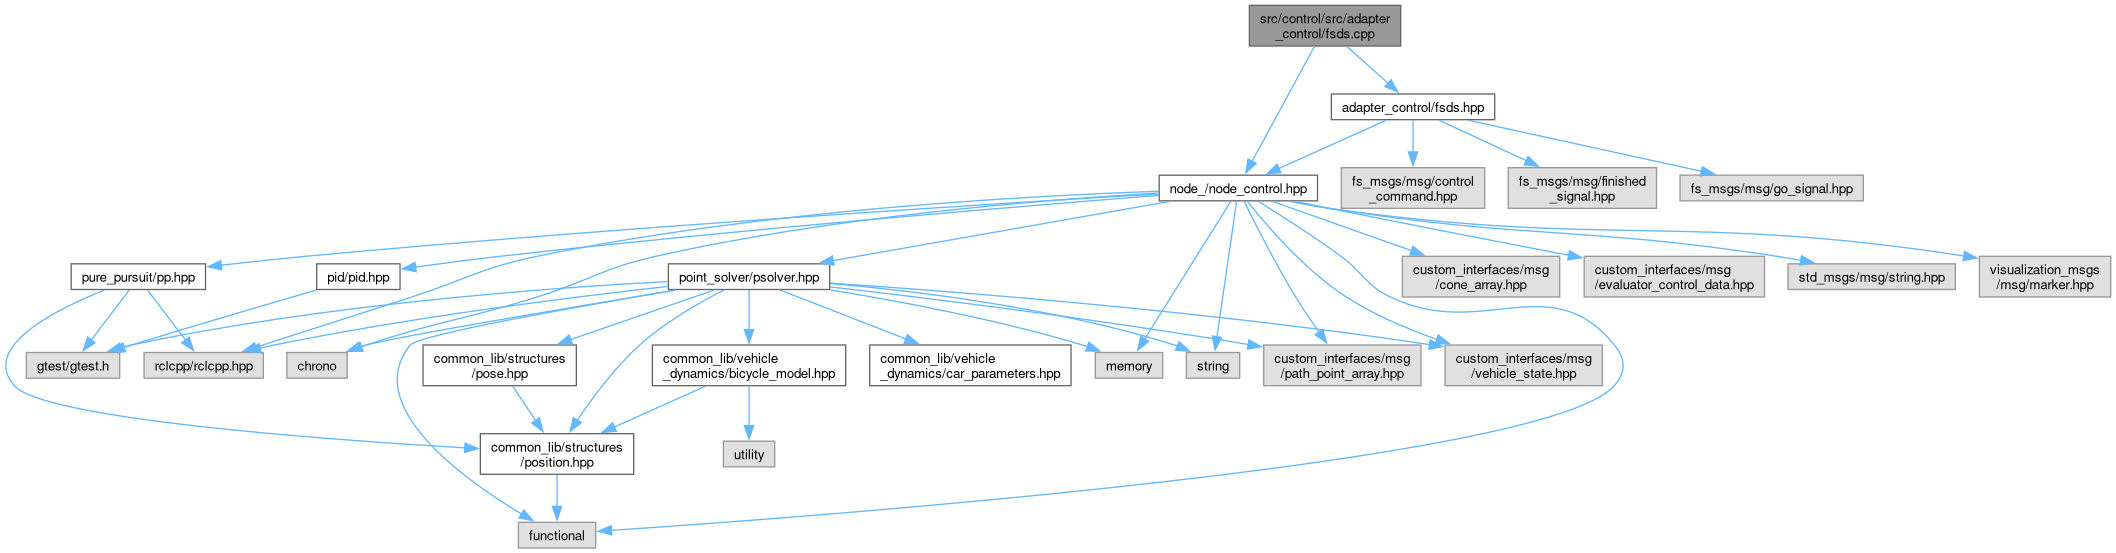 src/control/src/adapter
_control/fsds.cpp
adapter_control/fsds.hpp
node_/node_control.hpp
fs_msgs/msg/control
_command.hpp
fs_msgs/msg/finished
_signal.hpp
fs_msgs/msg/go_signal.hpp
pure_pursuit/pp.hpp
pid/pid.hpp
point_solver/psolver.hpp
custom_interfaces/msg
/cone_array.hpp
custom_interfaces/msg
/evaluator_control_data.hpp
std_msgs/msg/string.hpp
visualization_msgs
/msg/marker.hpp
gtest/gtest.h
rclcpp/rclcpp.hpp
chrono
common_lib/structures
/pose.hpp
common_lib/vehicle
_dynamics/bicycle_model.hpp
common_lib/vehicle
_dynamics/car_parameters.hpp
memory
string
custom_interfaces/msg
/path_point_array.hpp
custom_interfaces/msg
/vehicle_state.hpp
common_lib/structures
/position.hpp
utility
functional